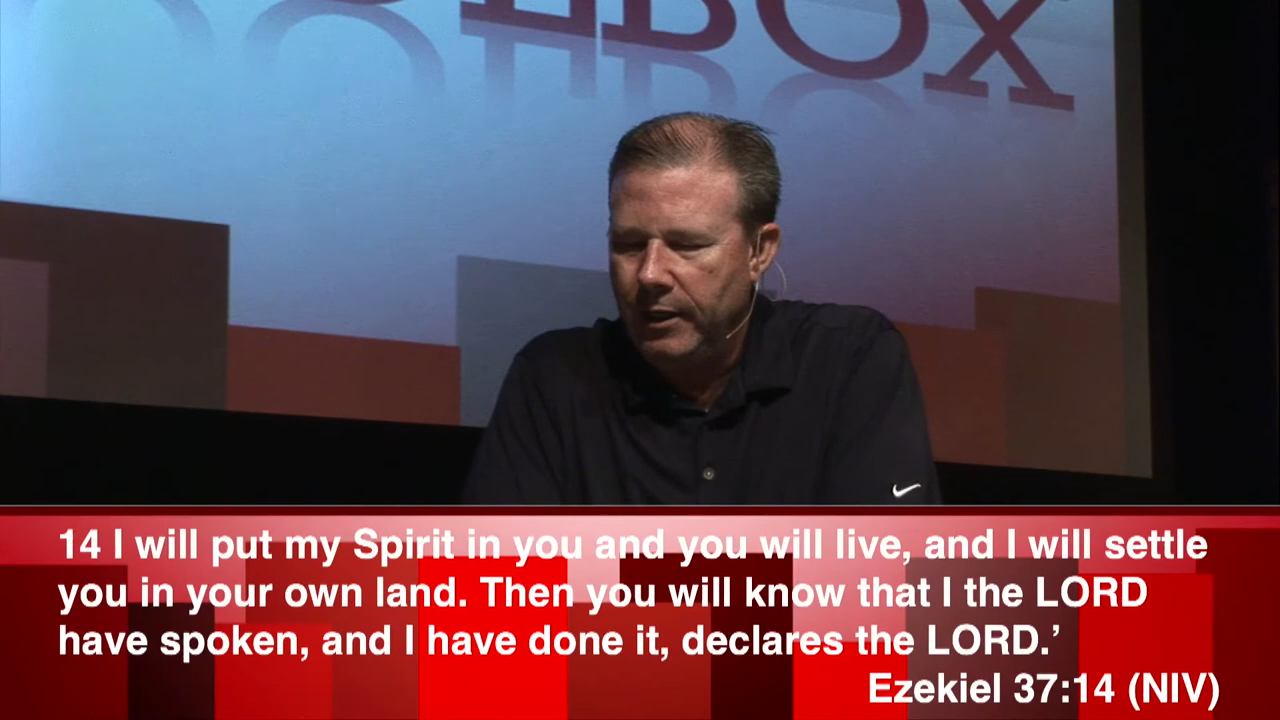 BOX
14 I will put my Spirit in you and you will live, and I will settle
you in your own land. Then you will know that I the LORD
have spoken, and I have done it, declares the LORD.’
Ezekiel 37:14 (NIV)